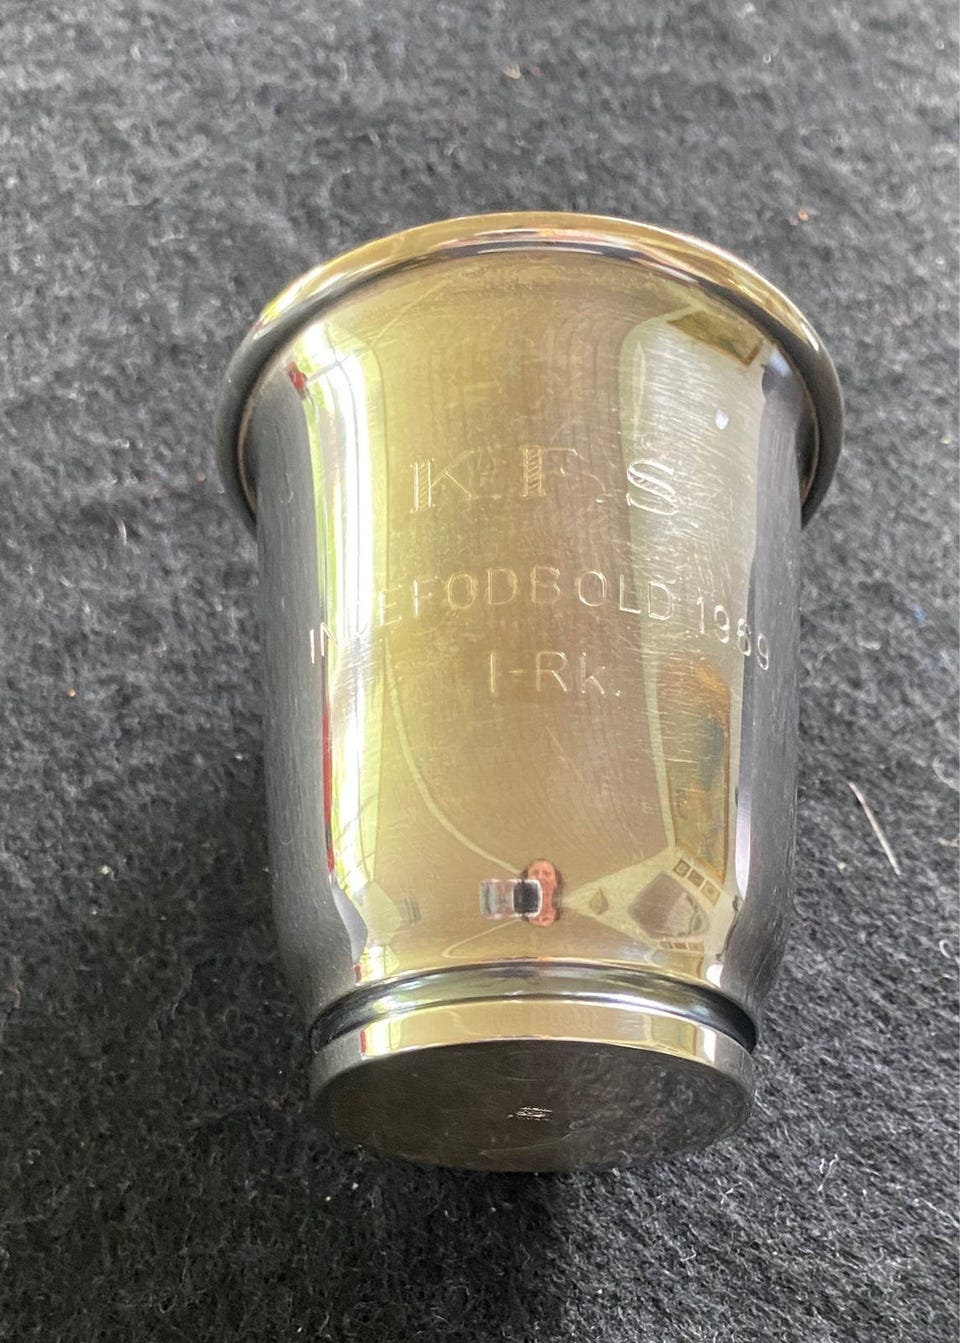 K F S
INDEFODBOLD 1969
I-Rk.